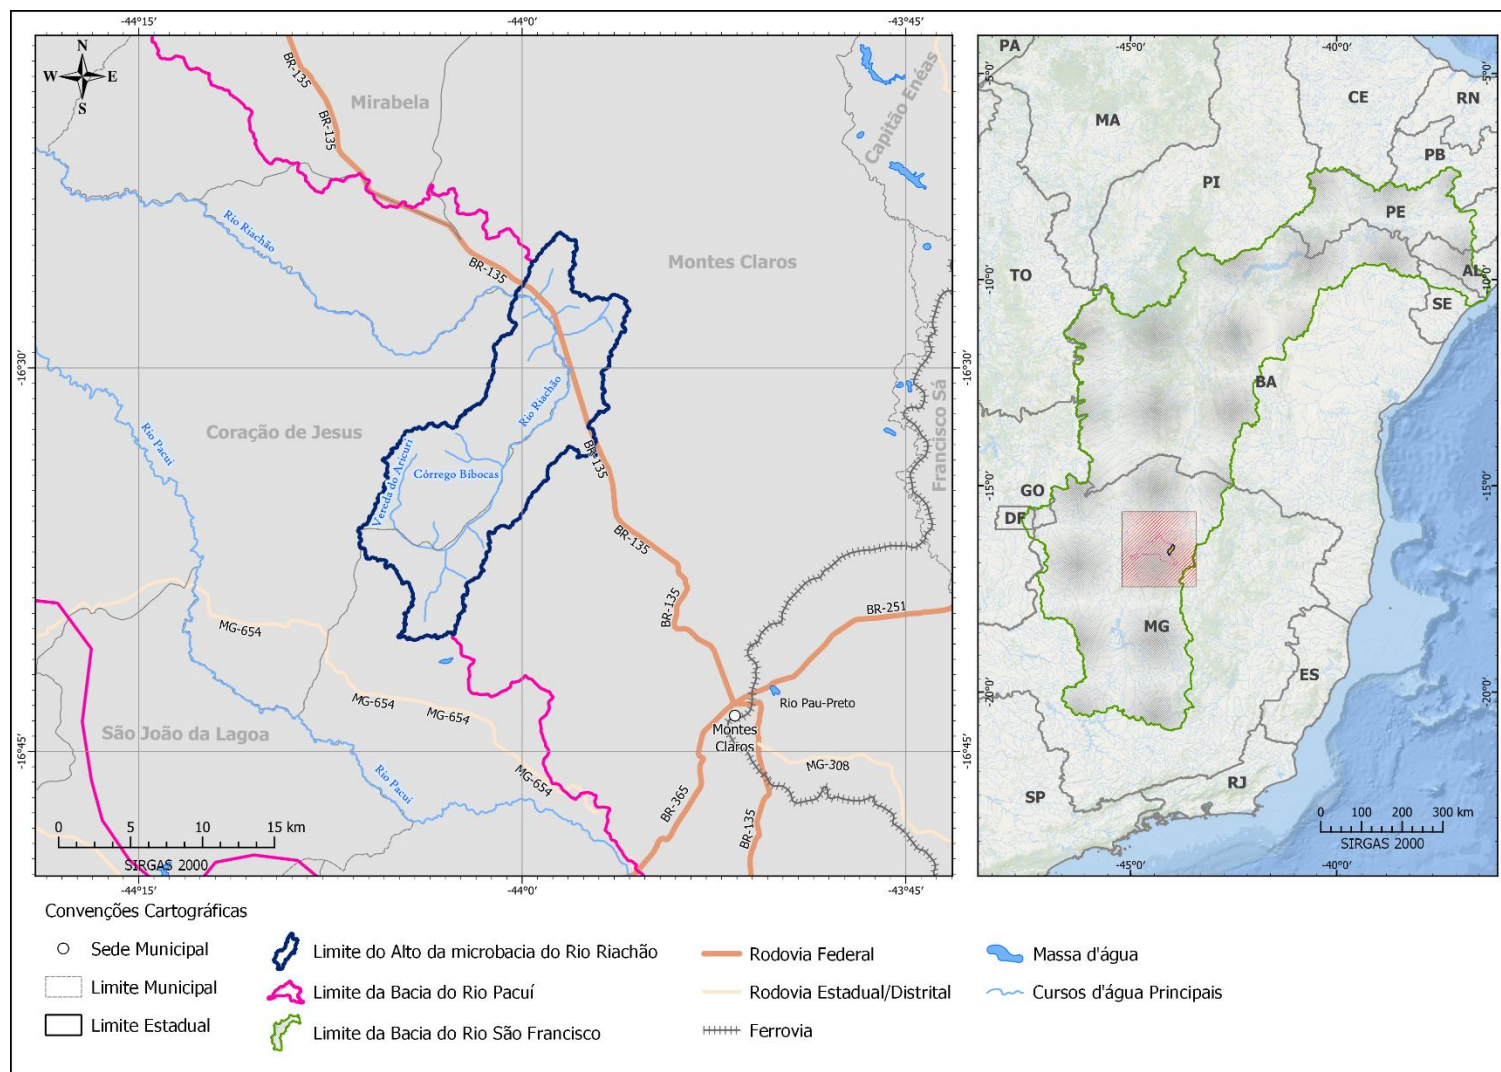 -44°15'
-44°0'
-43°45'
N
W E
S
BR-135
BR-135
Mirabela
Capitão Enéas
Rio Riachão
BR-135
Montes Claros
-16°30'
-16°30'
Rio Riachão
Francisco Sá
Rio Pacuí
Coração de Jesus
Vereda do Aricuri
Córrego Bibocas
BR-135
BR-135
BR-135
BR-251
MG-654
MG-654
MG-654
São João da Lagoa
Rio Pau-Preto
Montes
Claros
-16°45'
-16°45'
MG-308
MG-654
Rio Pacuí
BR-365
BR-135
0 5 10 15 km
SIRGAS 2000
-44°15'
-44°0'
-43°45'
-45°0'
-40°0'
PA
-5°0'
-5°0'
CE
RN
MA
PB
PI
PE
TO
AL
-10°0'
-10°0'
SE
BA
GO
-15°0'
-15°0'
DF
MG
ES
-20°0'
-20°0'
RJ
SP
0 100 200 300 km
SIRGAS 2000
-45°0'
-40°0'
Convenções Cartográficas
Sede Municipal
Limite Municipal
Limite Estadual
Limite do Alto da microbacia do Rio Riachão
Limite da Bacia do Rio Pacuí
Limite da Bacia do Rio São Francisco
Rodovia Federal
Rodovia Estadual/Distrital
Ferrovia
Massa d'água
Cursos d'água Principais